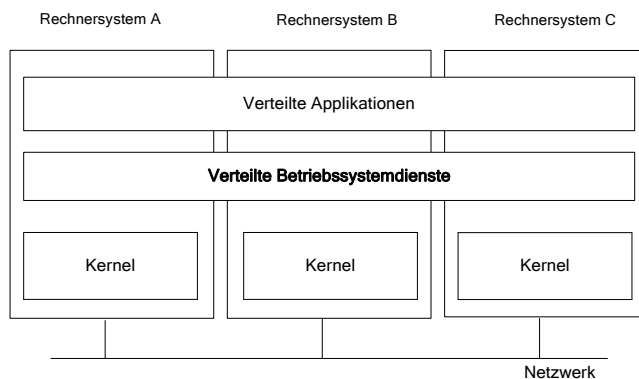 Rechnersystem A
Rechnersystem B
Rechnersystem C
Verteilte Applikationen
Verteilte Betriebssystemdienste
Kernel
Kernel
Kernel
Netzwerk